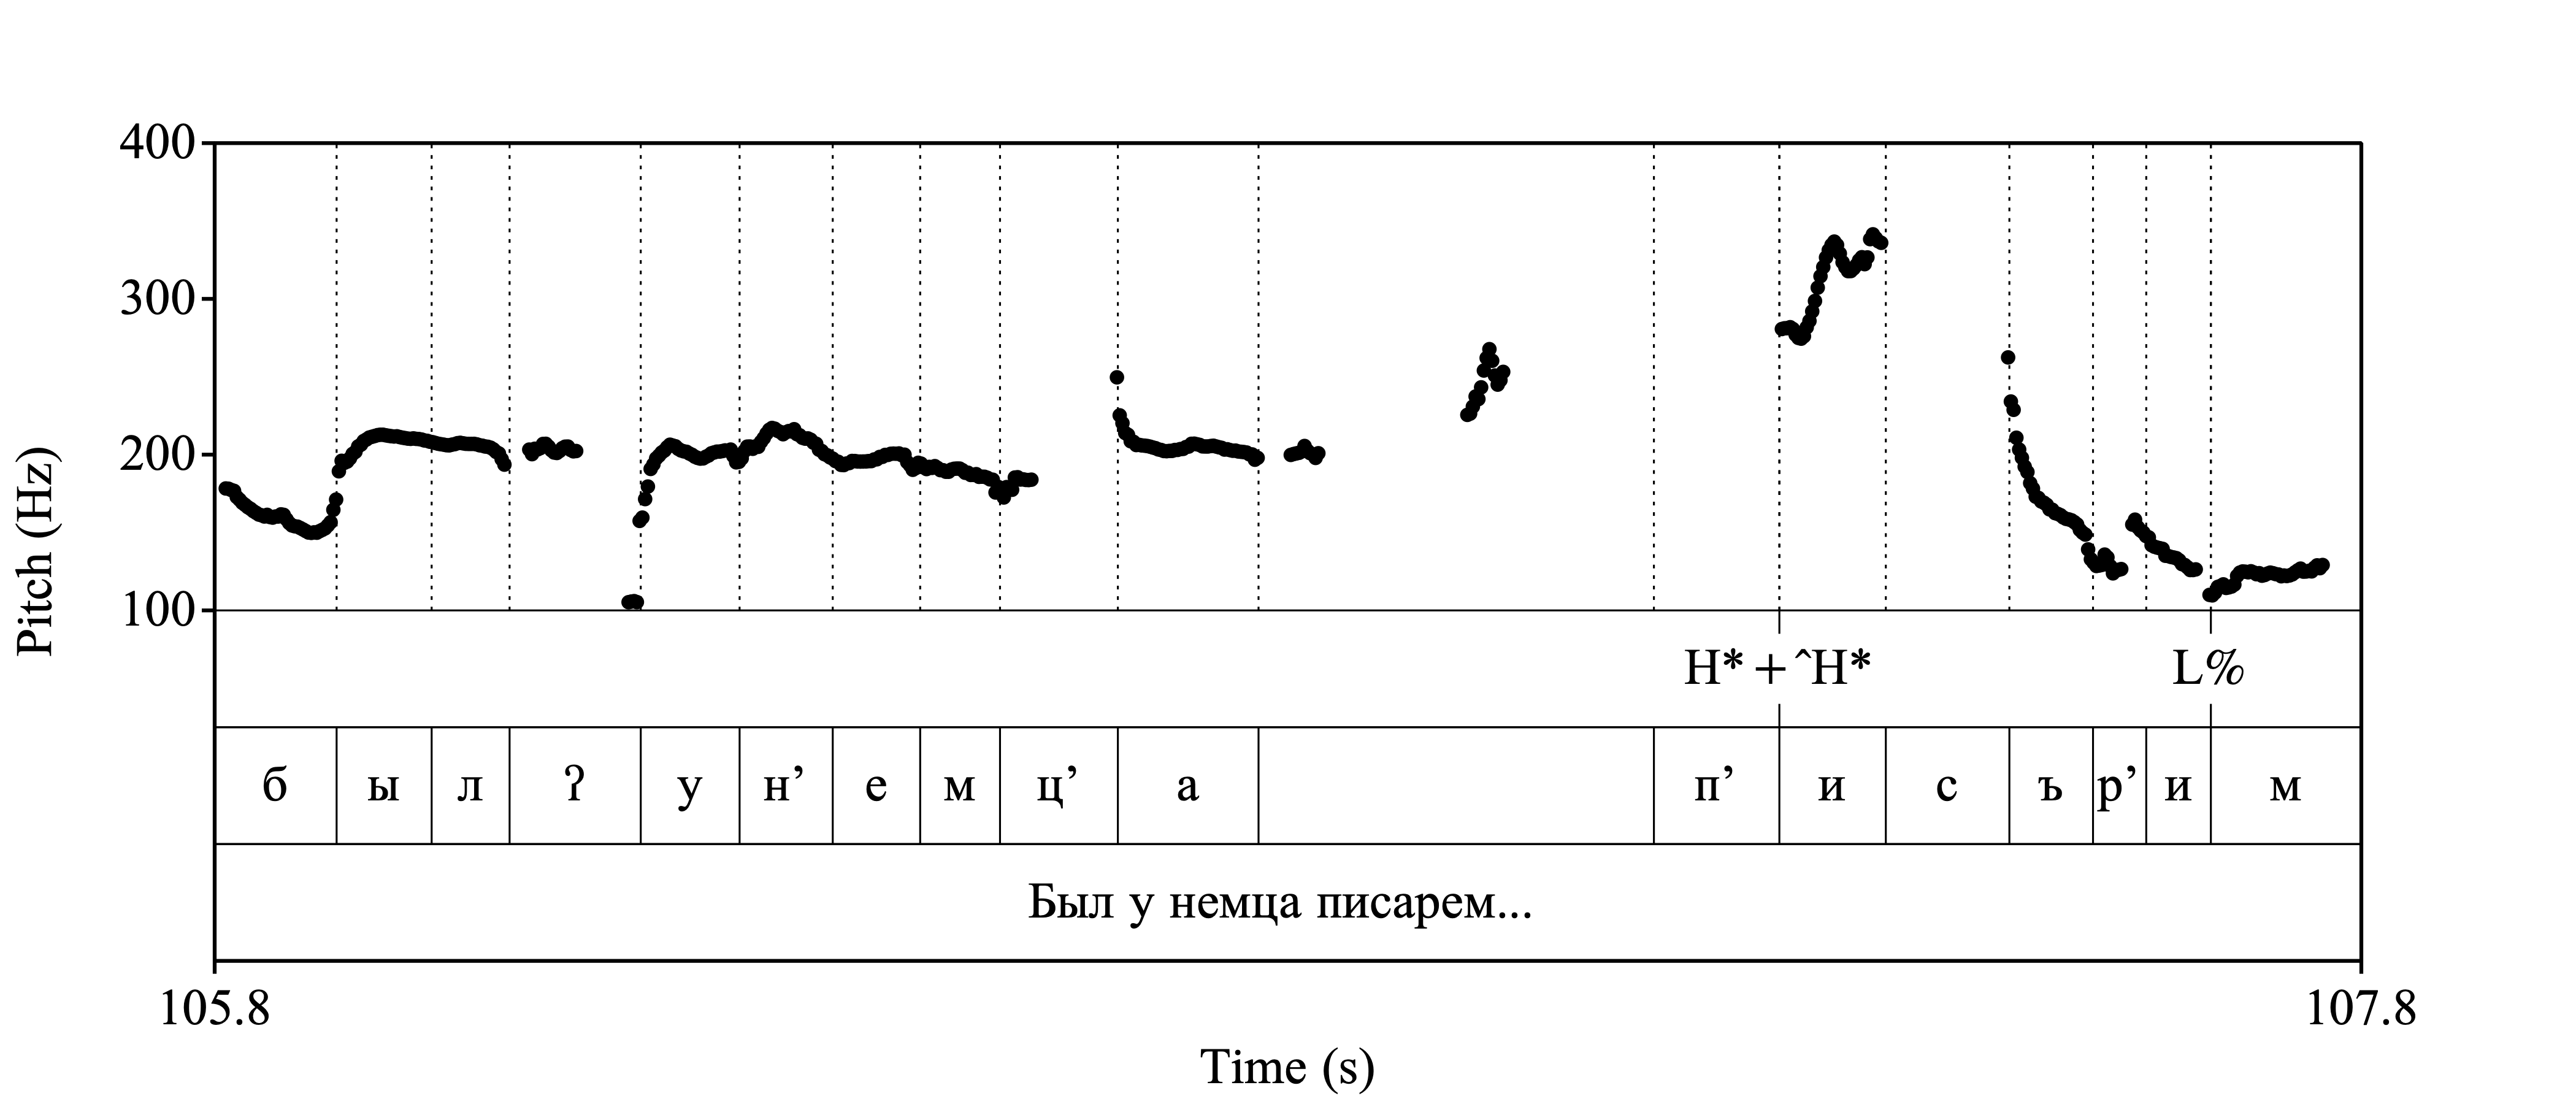 400
300
200
100
Pitch (Hz)
H* + ^H* L%
б ы л ʔ у н’ е м ц’ а п’ и с ъ р’ и м
Был у немца писарем...
105.8 107.8
Time (s)